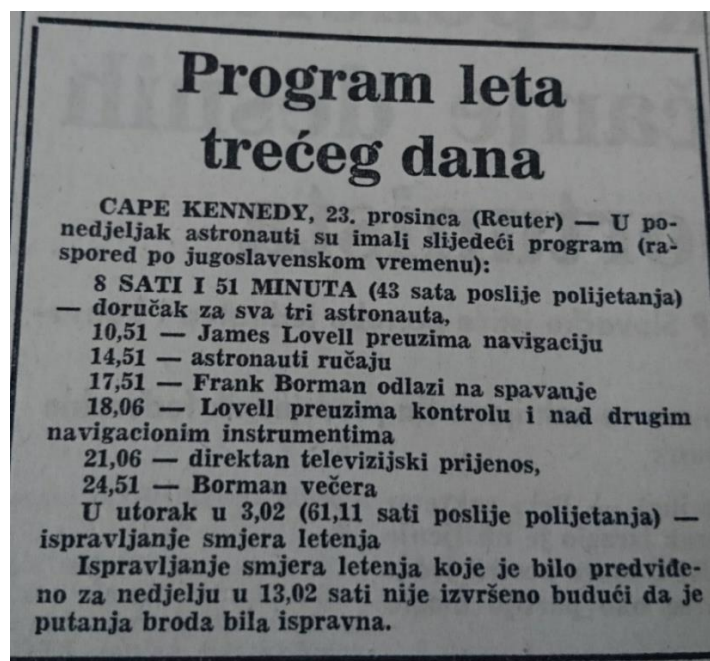 Program leta
trećeg dana
CAPE KENNEDY, 23. prosinca (Reuter) — U po-
nedjeljak astronauti su imali slijedeći program (ra-
spored po jugoslavenskom vremenu):
8 SATI I 51 MINUTA (43 sata poslije polijetanja)
— doručak za sva tri astronauta,
10,51 — James Lovell preuzima navigaciju
14,51 — astronauti ručaju
17,51 — Frank Borman odlazi na spavanje
18,06 — Lovell preuzima kontrolu i nad drugim
navigacionim instrumentima
21,06 — direktan televizijski prijenos,
24,51 — Borman večera
U utorak u 3,02 (61,11 sati poslije polijetanja) —
ispravljanje smjera letenja
Ispravljanje smjera letenja koje je bilo predviđe-
no za nedjelju u 13,02 sati nije izvršeno budući da je
putanja broda bila ispravna.